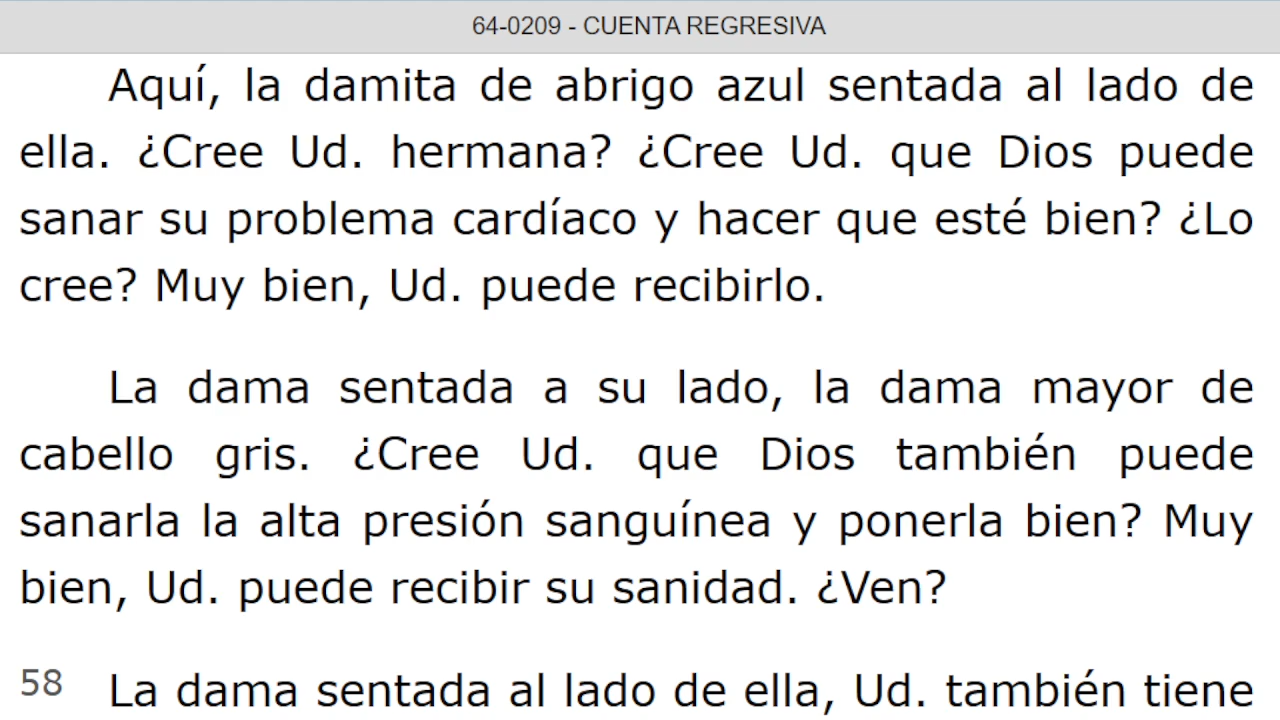 64-0209 - CUENTA REGRESIVA
Aquí, la damita de abrigo azul sentada al lado de
ella. ¿Cree Ud. hermana? ¿Cree Ud. que Dios puede
sanar su problema cardíaco y hacer que esté bien? ¿Lo
cree? Muy bien, Ud. puede recibirlo.
La dama sentada a su lado, la dama mayor de
cabello gris. ¿Cree Ud. que Dios también puede
sanarla la alta presión sanguínea y ponerla bien? Muy
bien, Ud. puede recibir su sanidad. ¿Ven?
58 La dama sentada al lado de ella, Ud. también tiene